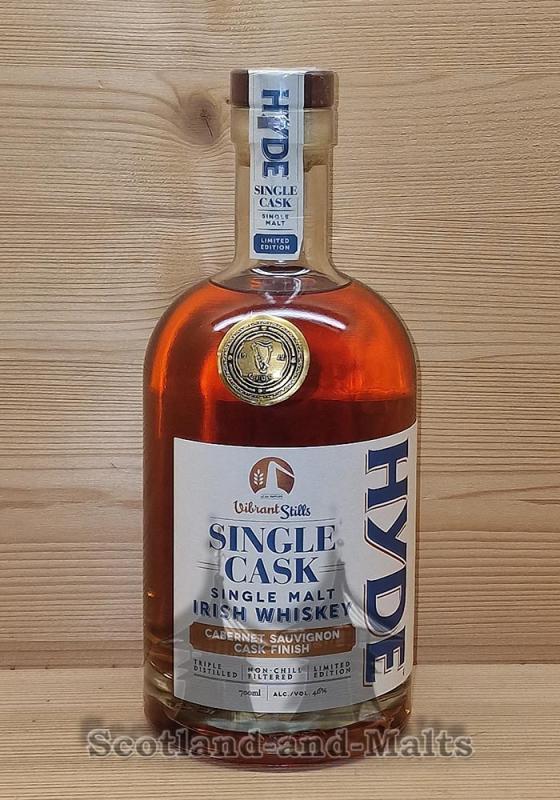 HYDE
SINGLE
CASK
SINGLE
MALT
LIMITED
EDITION
Vibrant Stills
SINGLE
CASK
SINGLE MALT
IRISH WHISKEY
CABERNET SAUVIGNON
CASK FINISH
TRIPLE DISTILLED
NON-CHILL FILTERED
LIMITED EDITION
700ml ALC./VOL. 46%
HYDE
Scotland-and-Malts